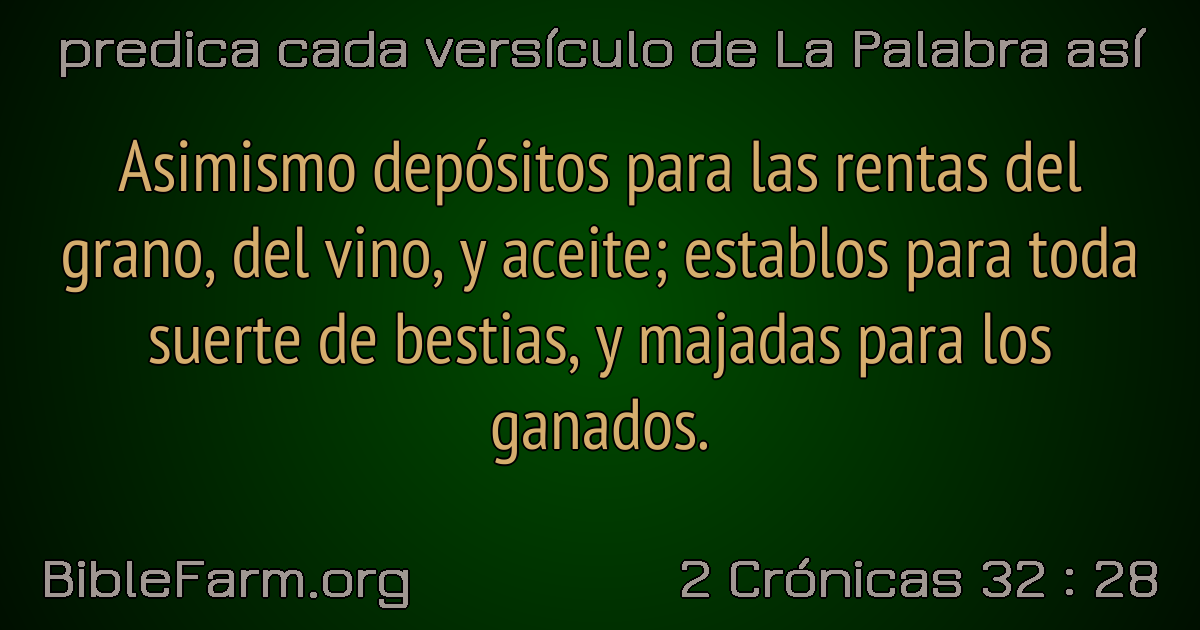 predica cada versículo de La Palabra así
Asimismo depósitos para las rentas del
grano, del vino, y aceite; establos para toda
suerte de bestias, y majadas para los
ganados.
BibleFarm.org
2 Crónicas 32 : 28